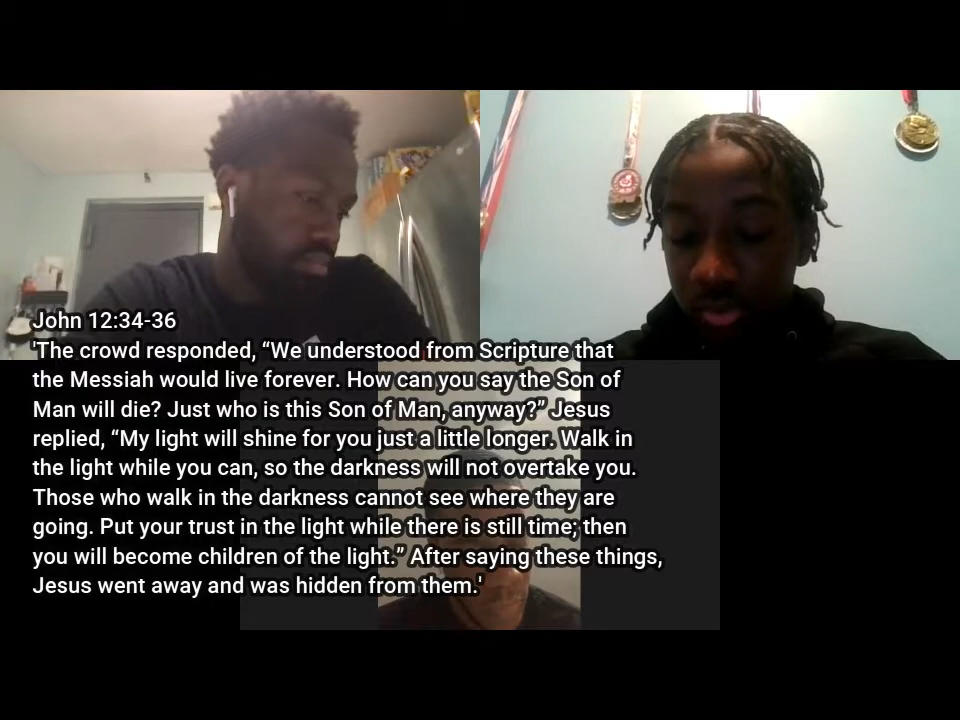 John 12:34-36
'The crowd responded, “We understood from Scripture that
the Messiah would live forever. How can you say the Son of
Man will die? Just who is this Son of Man, anyway?” Jesus
replied, “My light will shine for you just a little longer. Walk in
the light while you can, so the darkness will not overtake you.
Those who walk in the darkness cannot see where they are
going. Put your trust in the light while there is still time; then
you will become children of the light.” After saying these things,
Jesus went away and was hidden from them.'